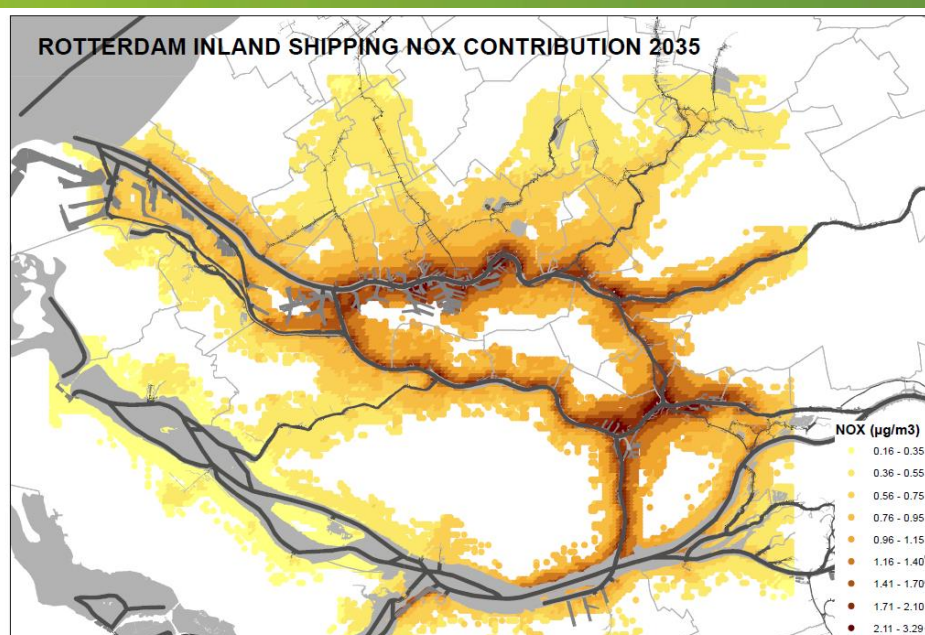 ROTTERDAM INLAND SHIPPING NOX CONTRIBUTION 2035
NOX (µg/m3)
0.16 - 0.35
0.36 - 0.55
0.56 - 0.75
0.76 - 0.95
0.96 - 1.15
1.16 - 1.40
1.41 - 1.70
1.71 - 2.10
2.11 - 3.29